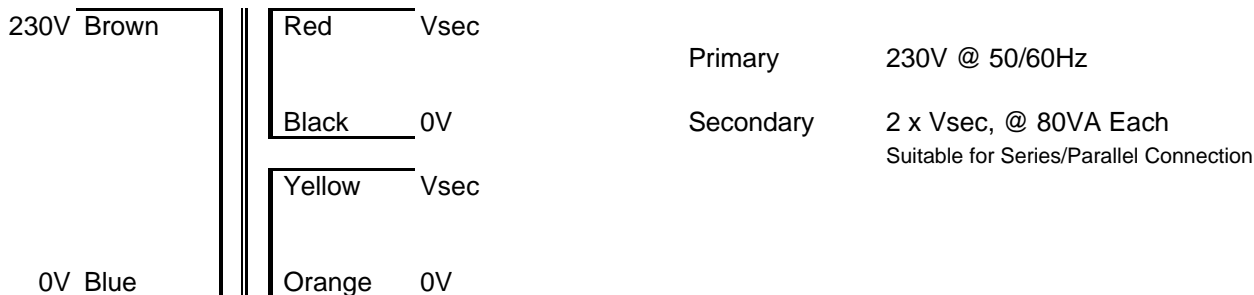 230V Brown Red Vsec
Primary 230V @ 50/60Hz
Black 0V Secondary 2 x Vsec, @ 80VA Each
Suitable for Series/Parallel Connection
Yellow Vsec
0V Blue Orange 0V